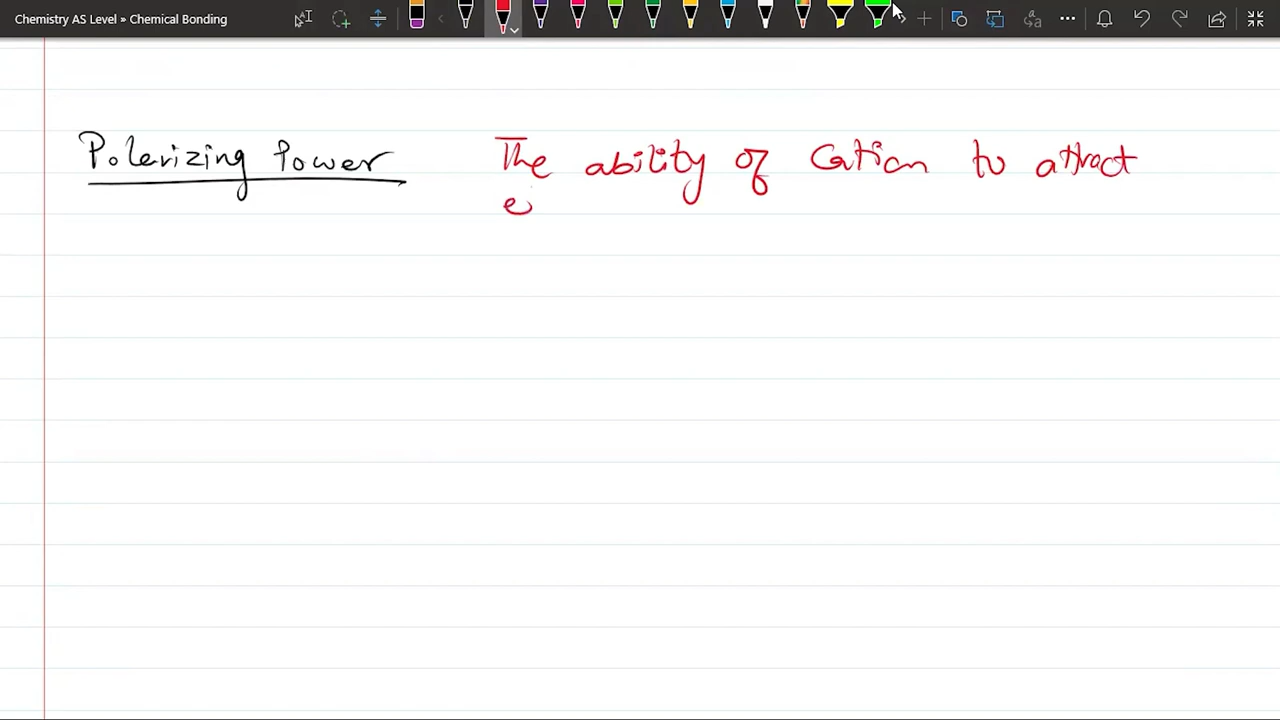 Chemistry AS Level » Chemical Bonding
Polarizing Power The ability of Cation to attract
e